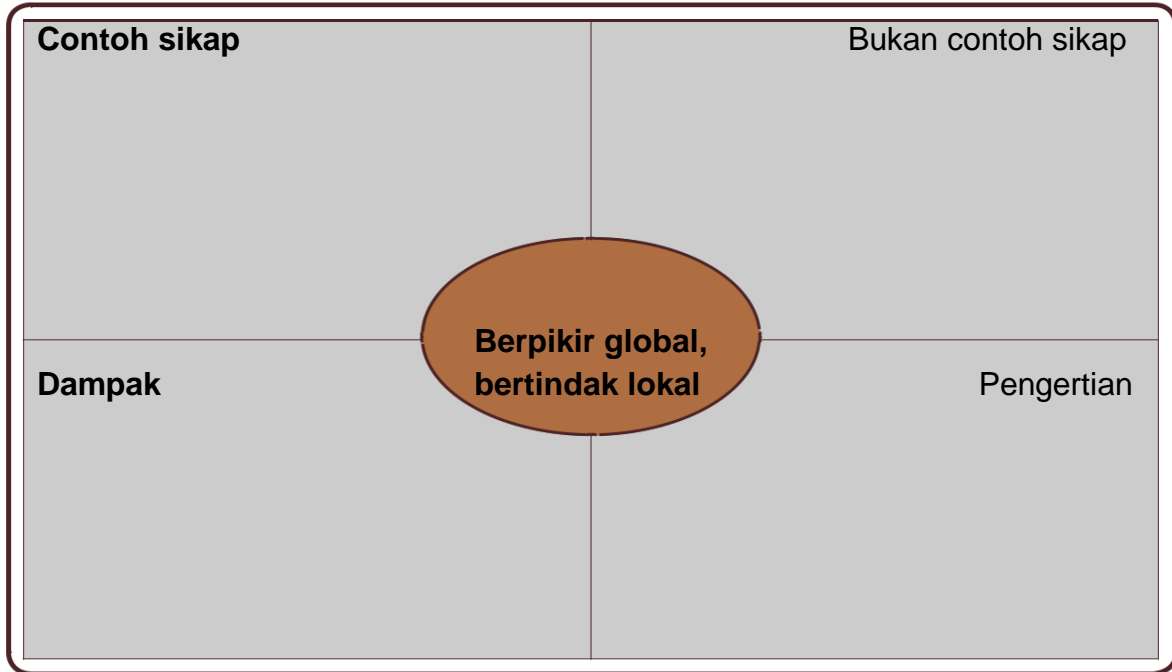 Contoh sikap
Bukan contoh sikap
Berpikir global,
bertindak lokal
Dampak
Pengertian